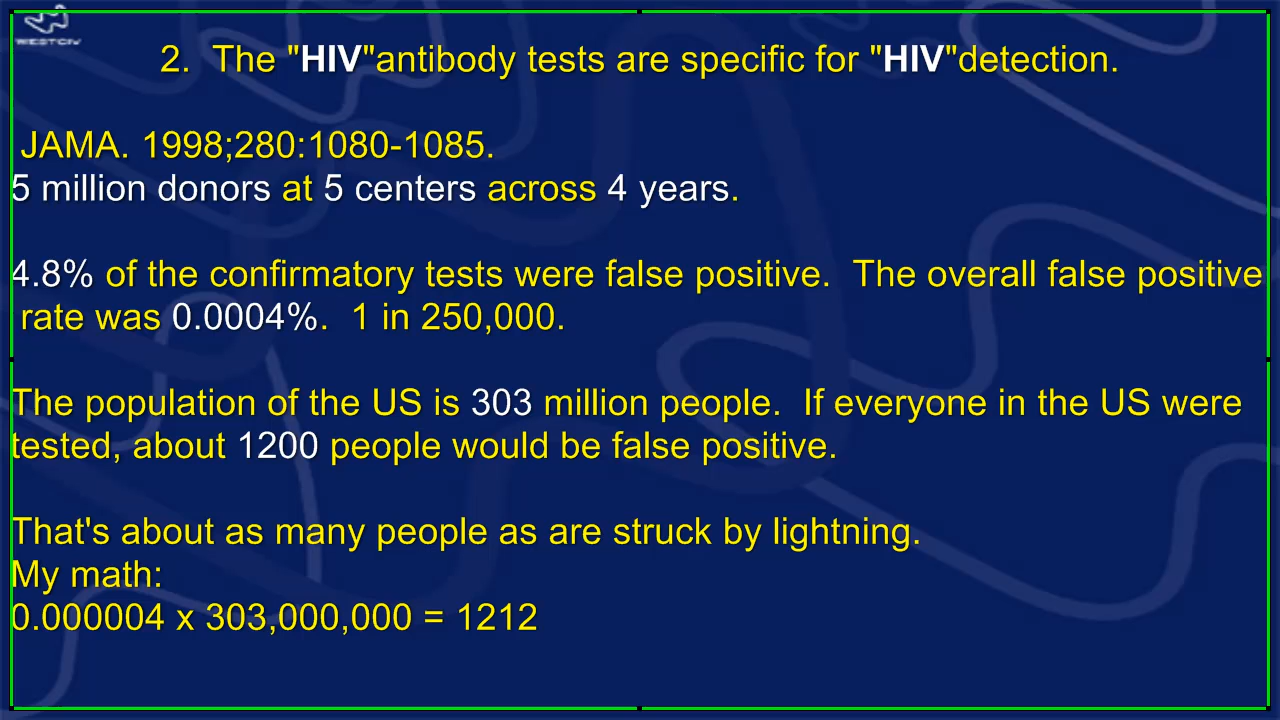 WESTCIV
2. The "HIV"antibody tests are specific for "HIV"detection.
JAMA. 1998;280:1080-1085.
5 million donors at 5 centers across 4 years.
4.8% of the confirmatory tests were false positive. The overall false positive
rate was 0.0004%. 1 in 250,000.
The population of the US is 303 million people. If everyone in the US were
tested, about 1200 people would be false positive.
That's about as many people as are struck by lightning.
My math:
0.000004 x 303,000,000 = 1212